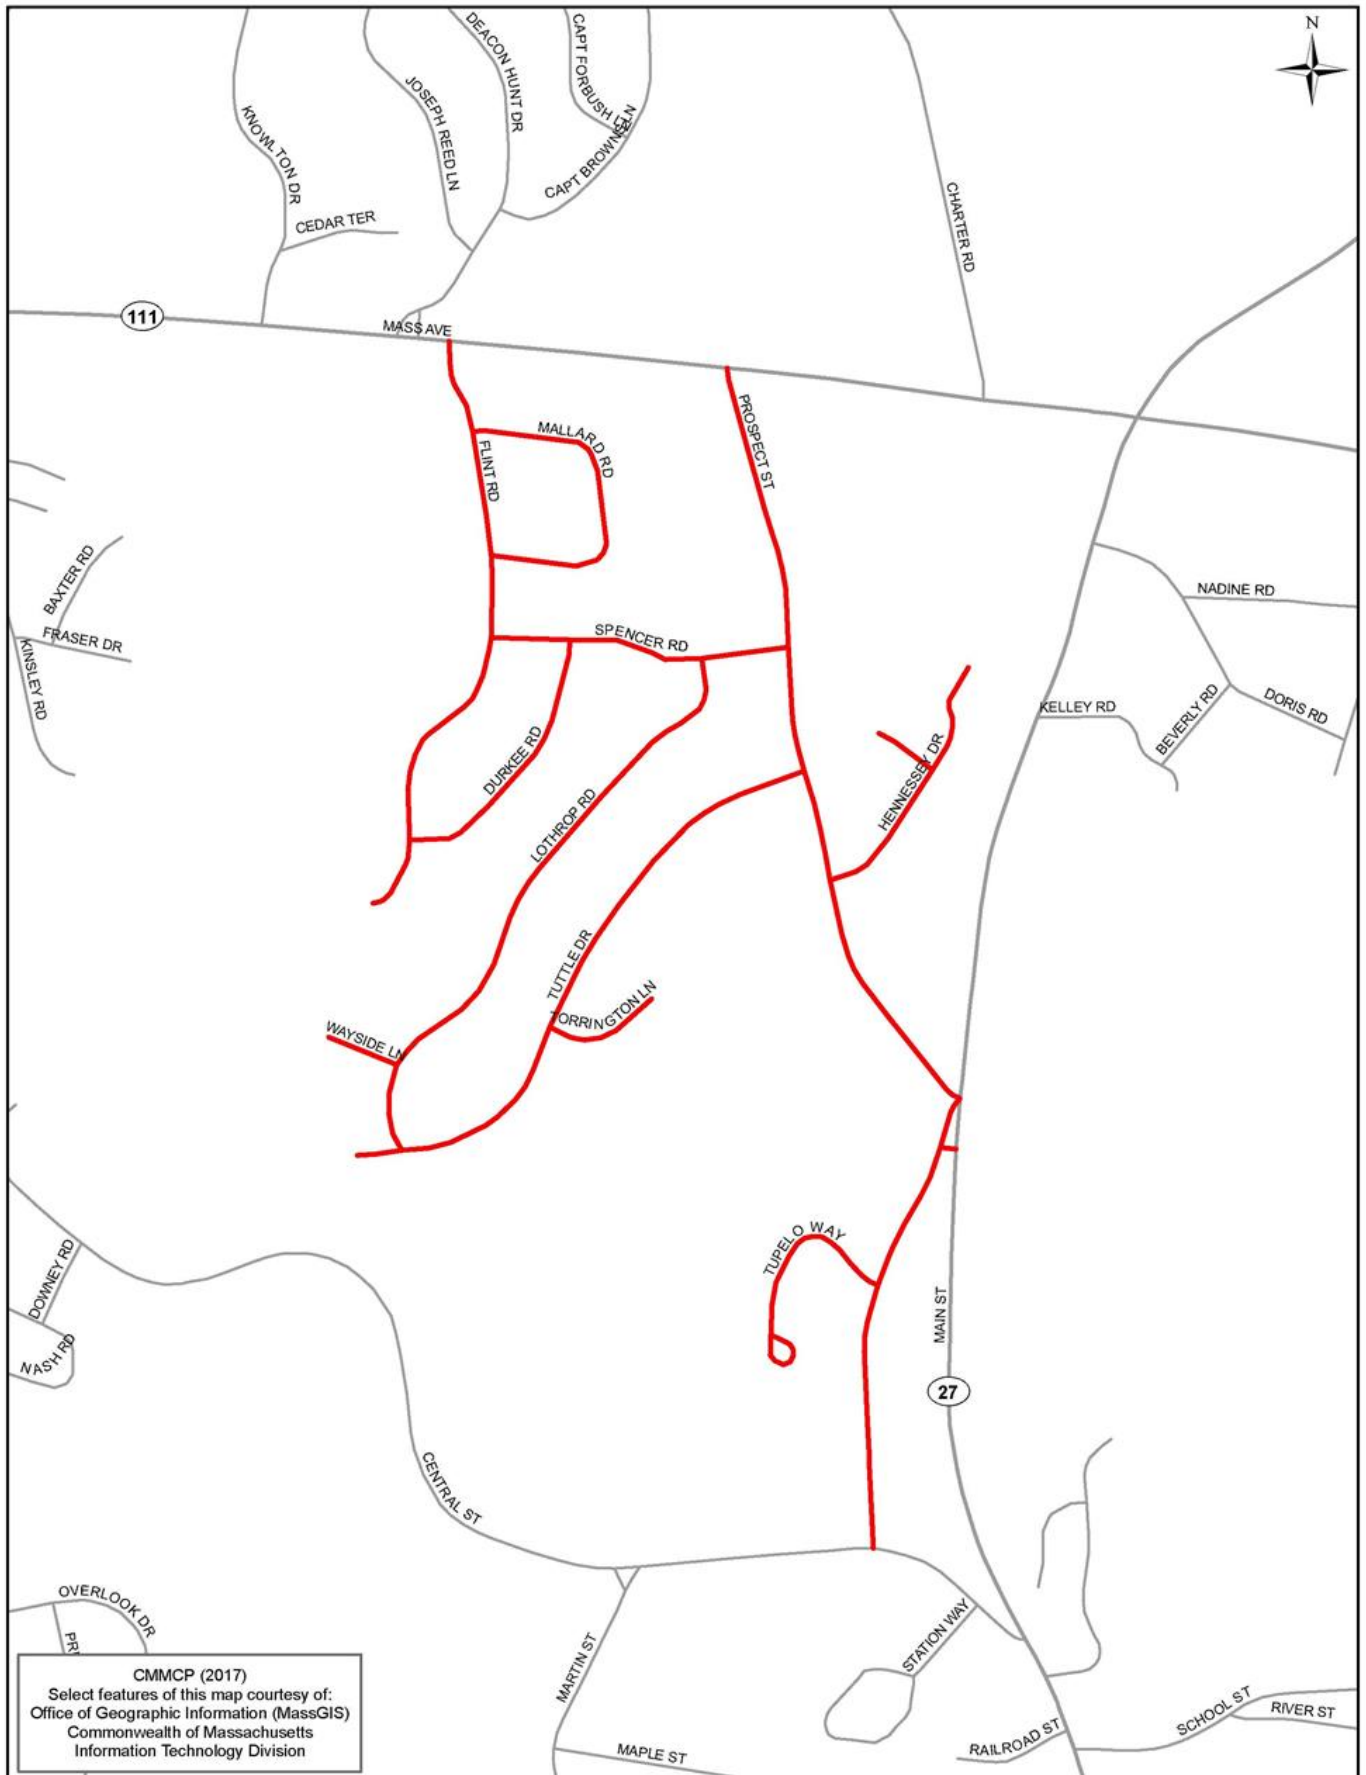 N
KNOWLTON DR
CEDAR TER
JOSEPH REED LN
DEACON HUNT DR
CAPT FORBUSH LN
CAPT BROWNS LN
CHARTER RD
111
MASS AVE
PROSPECT ST
MALLARD RD
FLINT RD
BAXTER RD
FRASER DR
KINSLEY RD
SPENCER RD
NADINE RD
KELLEY RD
BEVERLY RD
DORIS RD
DURKEE RD
HENNESSEY DR
LOTHROP RD
TUTTLE DR
TORRINGTON LN
WAYSIDE LN
TUPELO WAY
DOWNEY RD
NASH RD
MAIN ST
27
CENTRAL ST
OVERLOOK DR
PRI
MARTIN ST
STATION WAY
MAPLE ST
RAILROAD ST
SCHOOL ST
RIVER ST
CMMCP (2017)
Select features of this map courtesy of:
Office of Geographic Information (MassGIS)
Commonwealth of Massachusetts
Information Technology Division